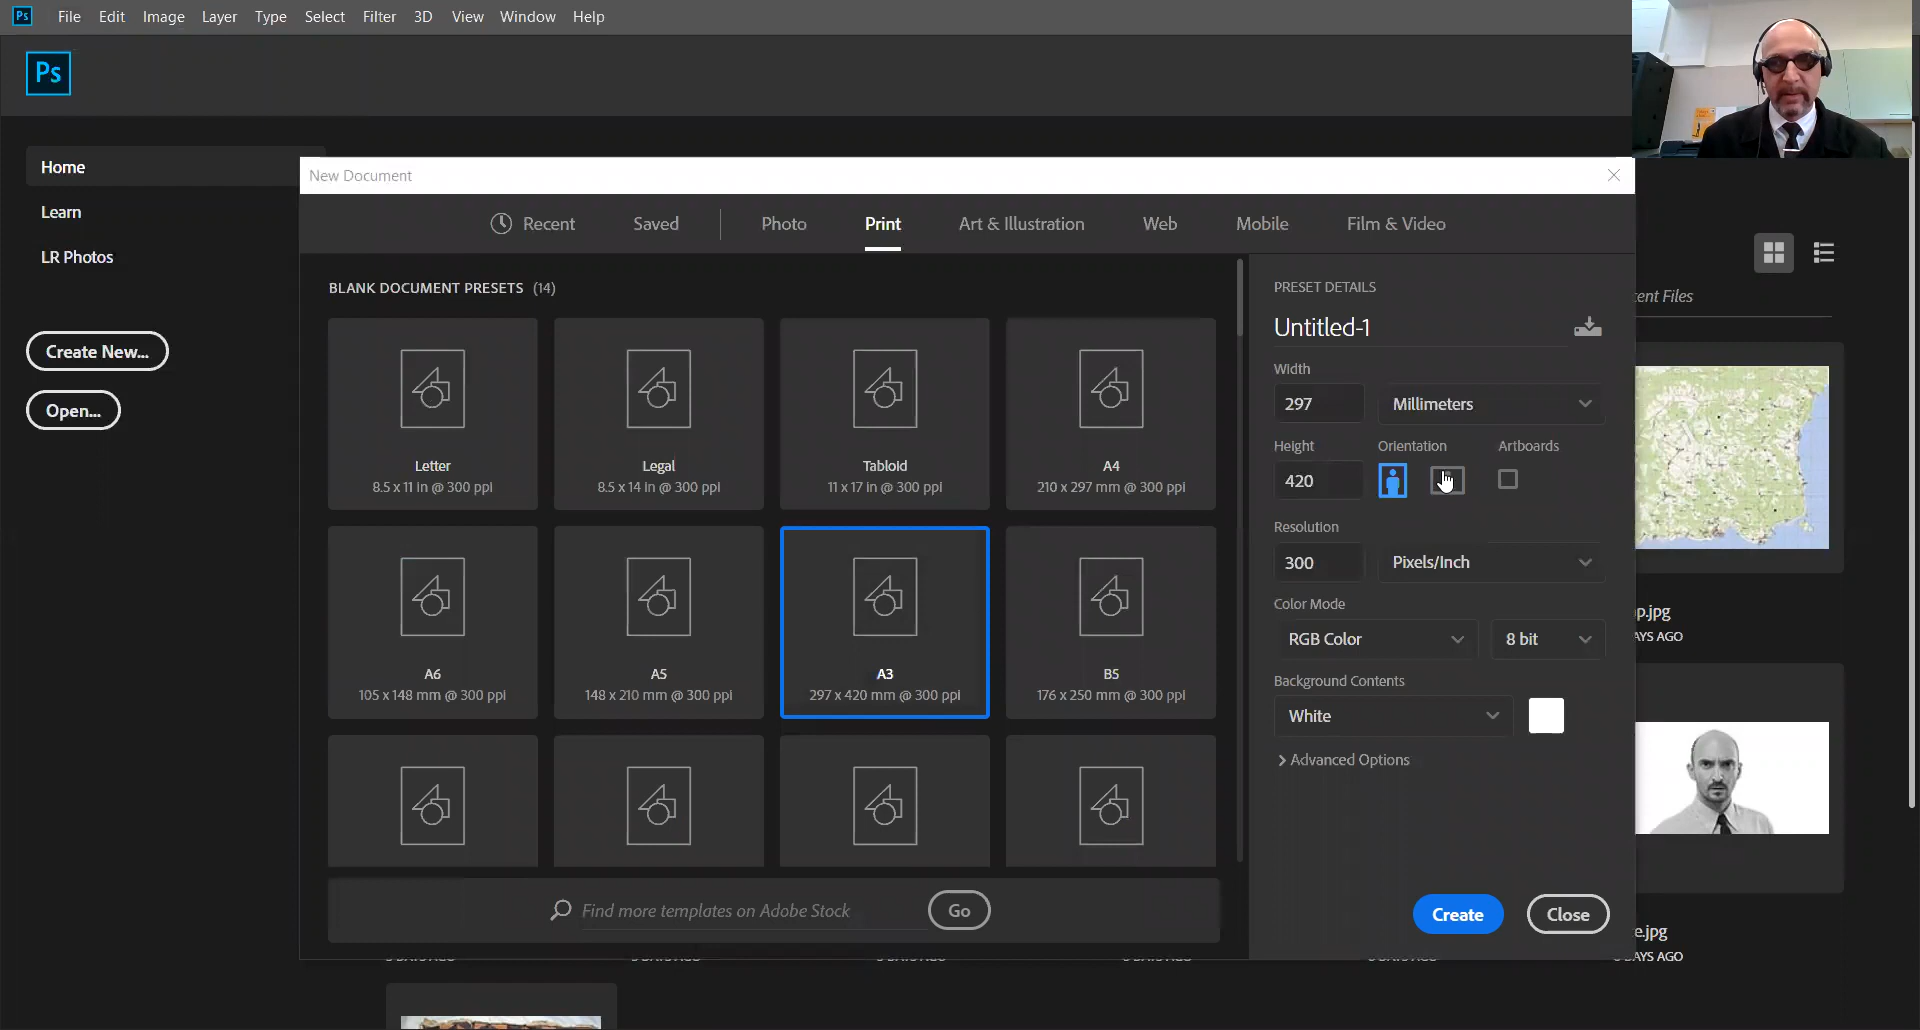 Ps File Edit Image Layer Type Select Filter 3D View Window Help
Ps
Home
Learn
LR Photos
Create New...
Open...
New Document
Recent Saved Photo Print Art & Illustration Web Mobile Film & Video
BLANK DOCUMENT PRESETS (14)
Letter
8.5 x 11 in @ 300 ppi
Legal
8.5 x 14 in @ 300 ppi
Tabloid
11 x 17 in @ 300 ppi
A4
210 x 297 mm @ 300 ppi
A6
105 x 148 mm @ 300 ppi
A5
148 x 210 mm @ 300 ppi
A3
297 x 420 mm @ 300 ppi
B5
176 x 250 mm @ 300 ppi
Find more templates on Adobe Stock Go
PRESET DETAILS
Untitled-1
Width
297 Millimeters
Height Orientation Artboards
420
Resolution
300 Pixels/Inch
Color Mode
RGB Color 8 bit
Background Contents
White
Advanced Options
Create Close
ent Files
p.jpg
AYS AGO
e.jpg
DAYS AGO